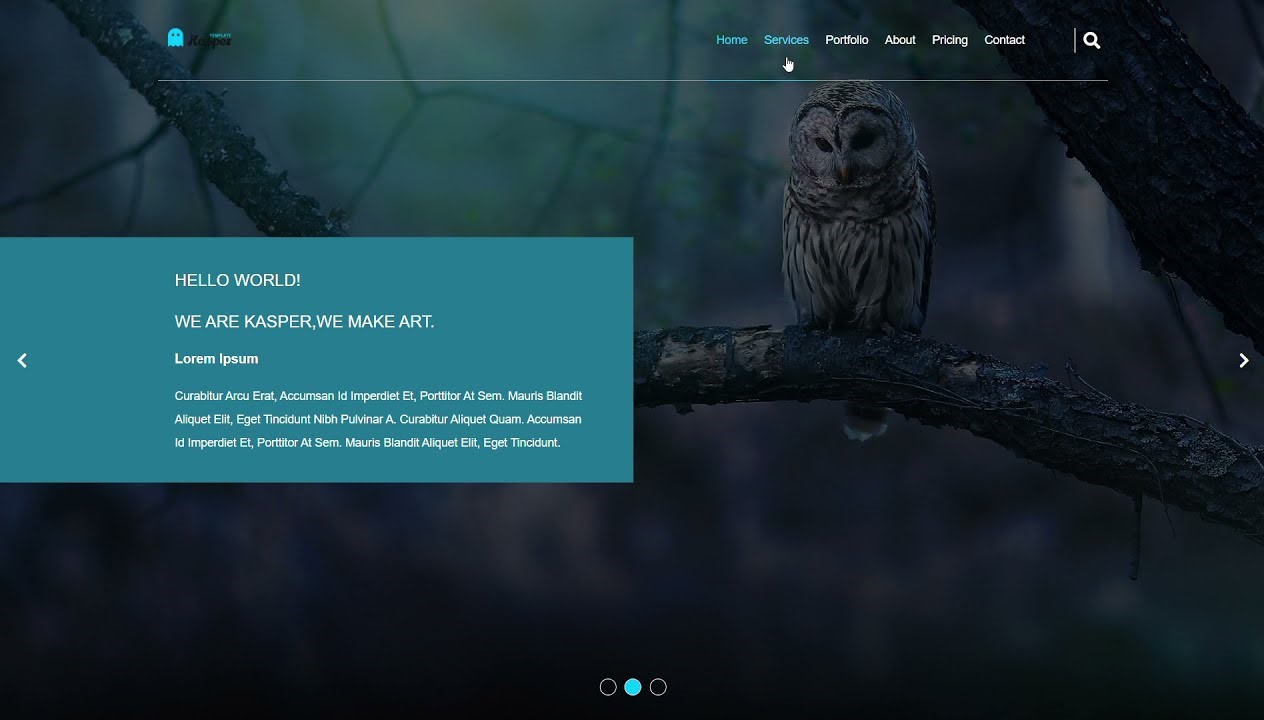 TEMPLATE
Kasper
Home Services Portfolio About Pricing Contact
HELLO WORLD!
WE ARE KASPER,WE MAKE ART.
Lorem Ipsum
Curabitur Arcu Erat, Accumsan Id Imperdiet Et, Porttitor At Sem. Mauris Blandit
Aliquet Elit, Eget Tincidunt Nibh Pulvinar A. Curabitur Aliquet Quam. Accumsan
Id Imperdiet Et, Porttitor At Sem. Mauris Blandit Aliquet Elit, Eget Tincidunt.